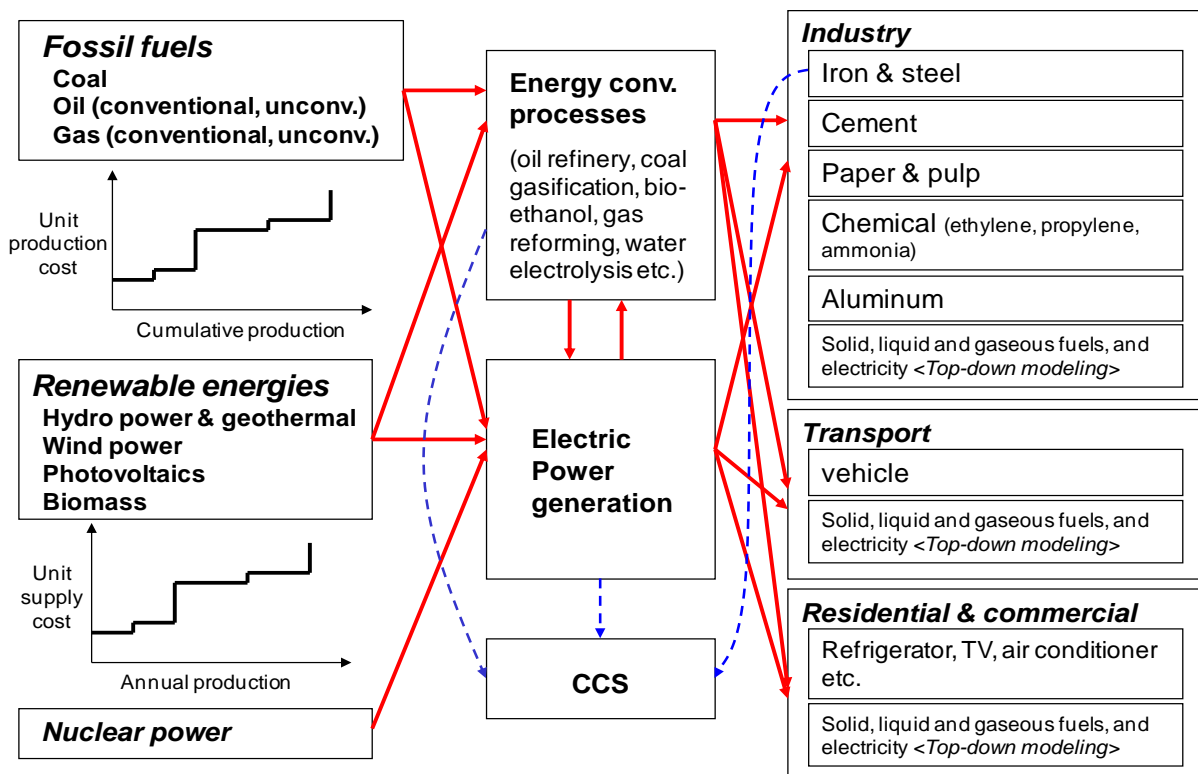 Fossil fuels
Coal
Oil (conventional, unconv.)
Gas (conventional, unconv.)
Unit
production
cost
Cumulative production
Renewable energies
Hydro power & geothermal
Wind power
Photovoltaics
Biomass
Unit
supply
cost
Annual production
Nuclear power
Energy conv.
processes
(oil refinery, coal
gasification, bio-
ethanol, gas
reforming, water
electrolysis etc.)
Electric
Power
generation
CCS
Industry
Iron & steel
Cement
Paper & pulp
Chemical (ethylene, propylene,
ammonia)
Aluminum
Solid, liquid and gaseous fuels, and
electricity <Top-down modeling>
Transport
vehicle
Solid, liquid and gaseous fuels, and
electricity <Top-down modeling>
Residential & commercial
Refrigerator, TV, air conditioner
etc.
Solid, liquid and gaseous fuels, and
electricity <Top-down modeling>